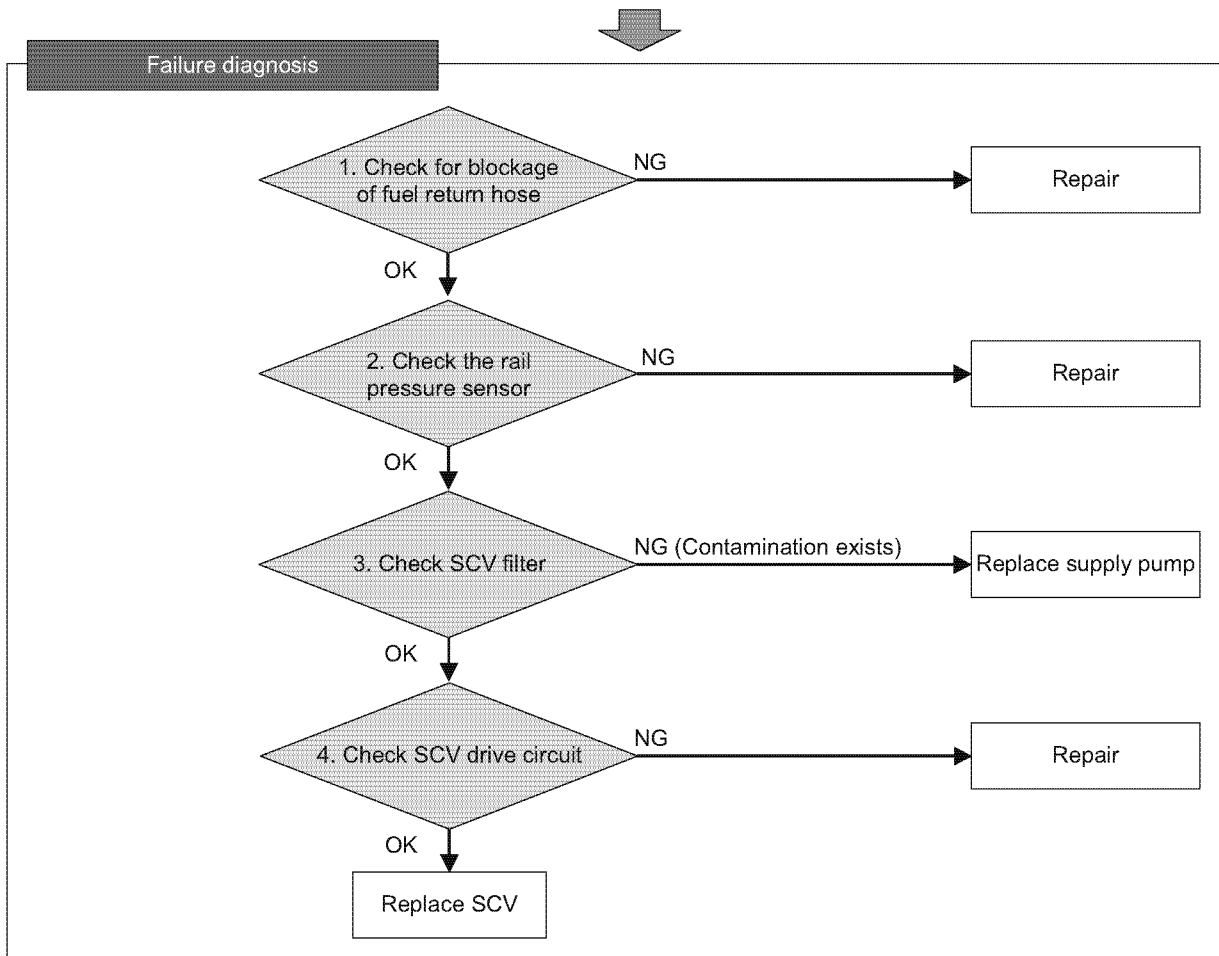 Failure diagnosis
1. Check for blockage
of fuel return hose
NG
Repair
OK
2. Check the rail
pressure sensor
NG
Repair
OK
3. Check SCV filter
NG (Contamination exists)
Replace supply pump
OK
4. Check SCV drive circuit
NG
Repair
OK
Replace SCV